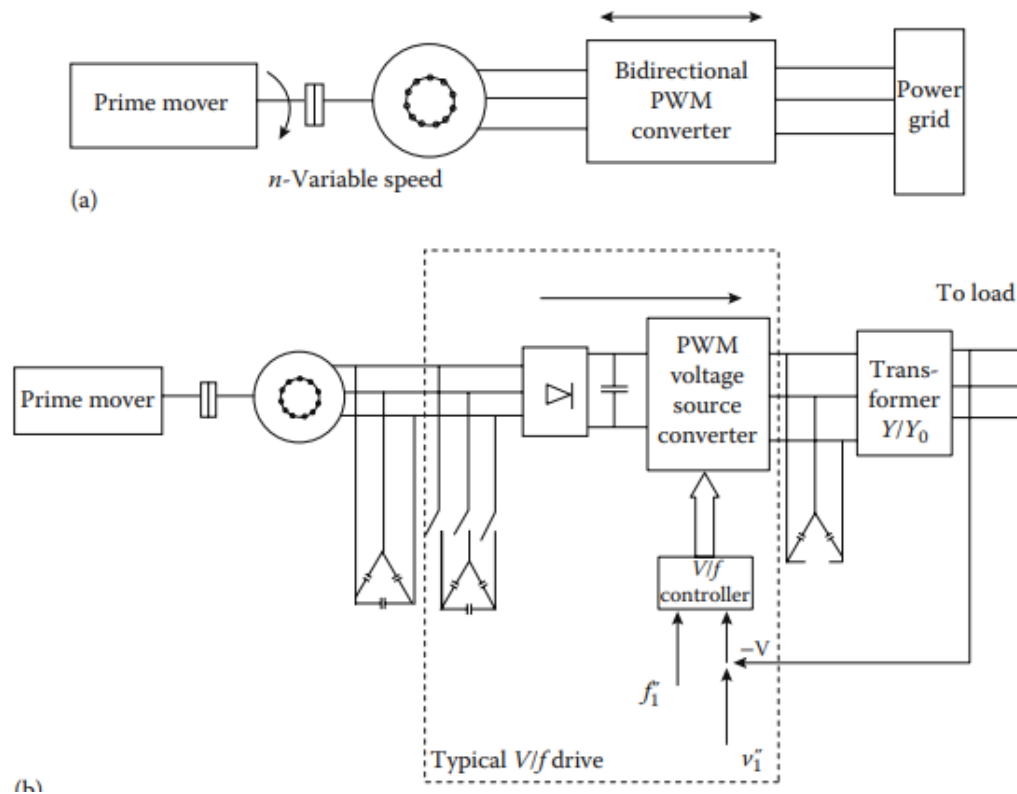 Prime mover
Bidirectional
PWM
converter
Power
grid
n-Variable speed
(a)
To load
Prime mover
PWM
voltage
source
converter
Trans-
former
Y/Y0
V/f
controller
–V
f1″
v1″
Typical V/f drive
(b)